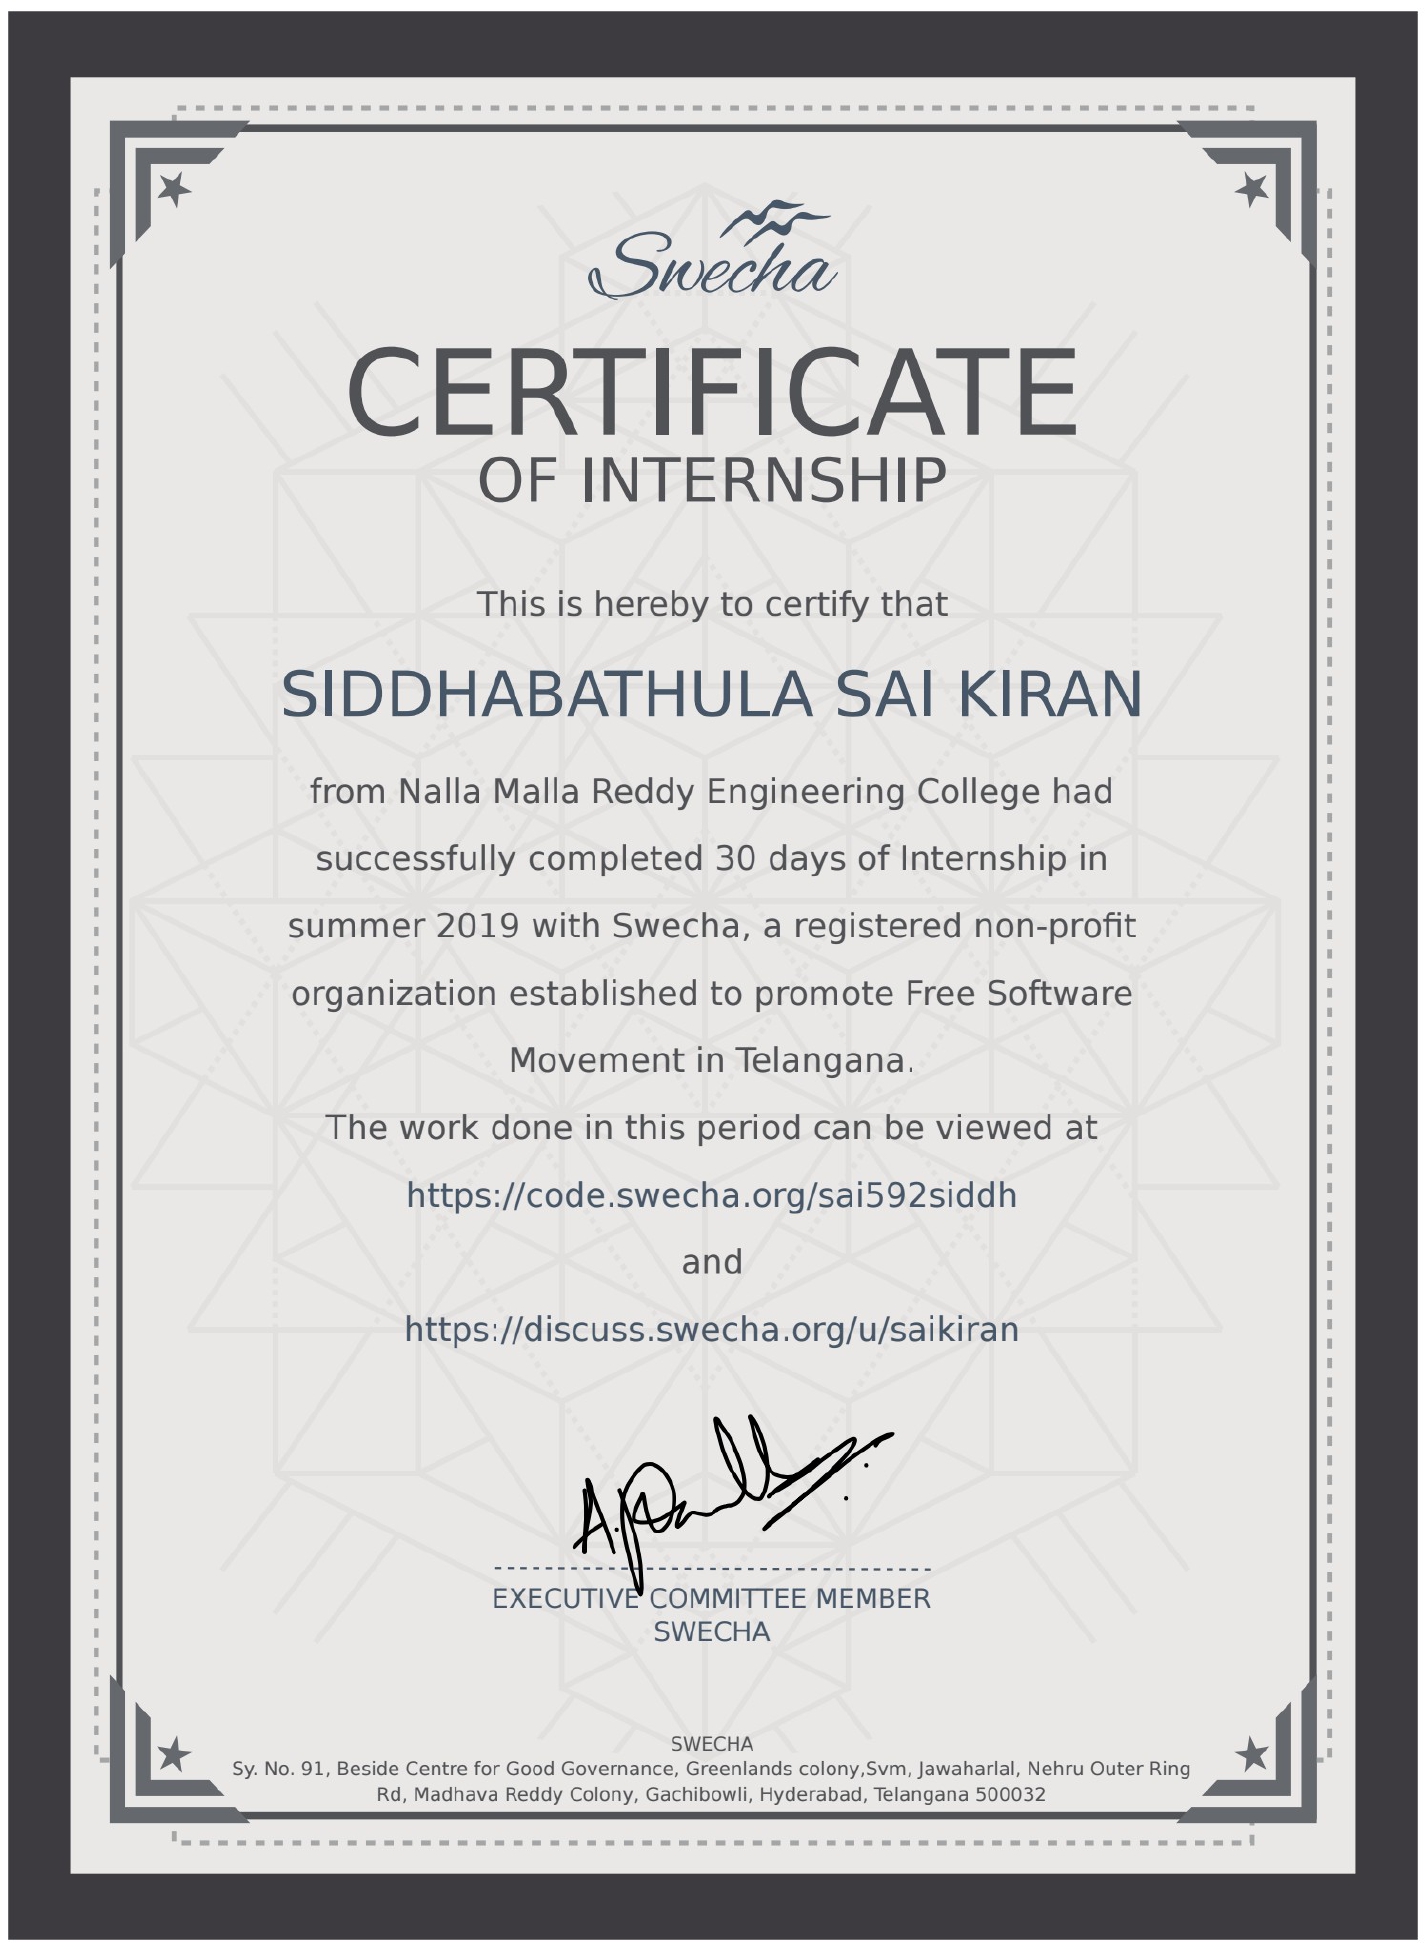 Swecha
CERTIFICATE
OF INTERNSHIP
This is hereby to certify that
SIDDHABATHULA SAI KIRAN
from Nalla Malla Reddy Engineering College had
successfully completed 30 days of Internship in
summer 2019 with Swecha, a registered non-profit
organization established to promote Free Software
Movement in Telangana.
The work done in this period can be viewed at
https://code.swecha.org/sai592siddh
and
https://discuss.swecha.org/u/saikiran
EXECUTIVE COMMITTEE MEMBER
SWECHA
SWECHA
Sy. No. 91, Beside Centre for Good Governance, Greenlands colony,Svm, Jawaharlal, Nehru Outer Ring
Rd, Madhava Reddy Colony, Gachibowli, Hyderabad, Telangana 500032